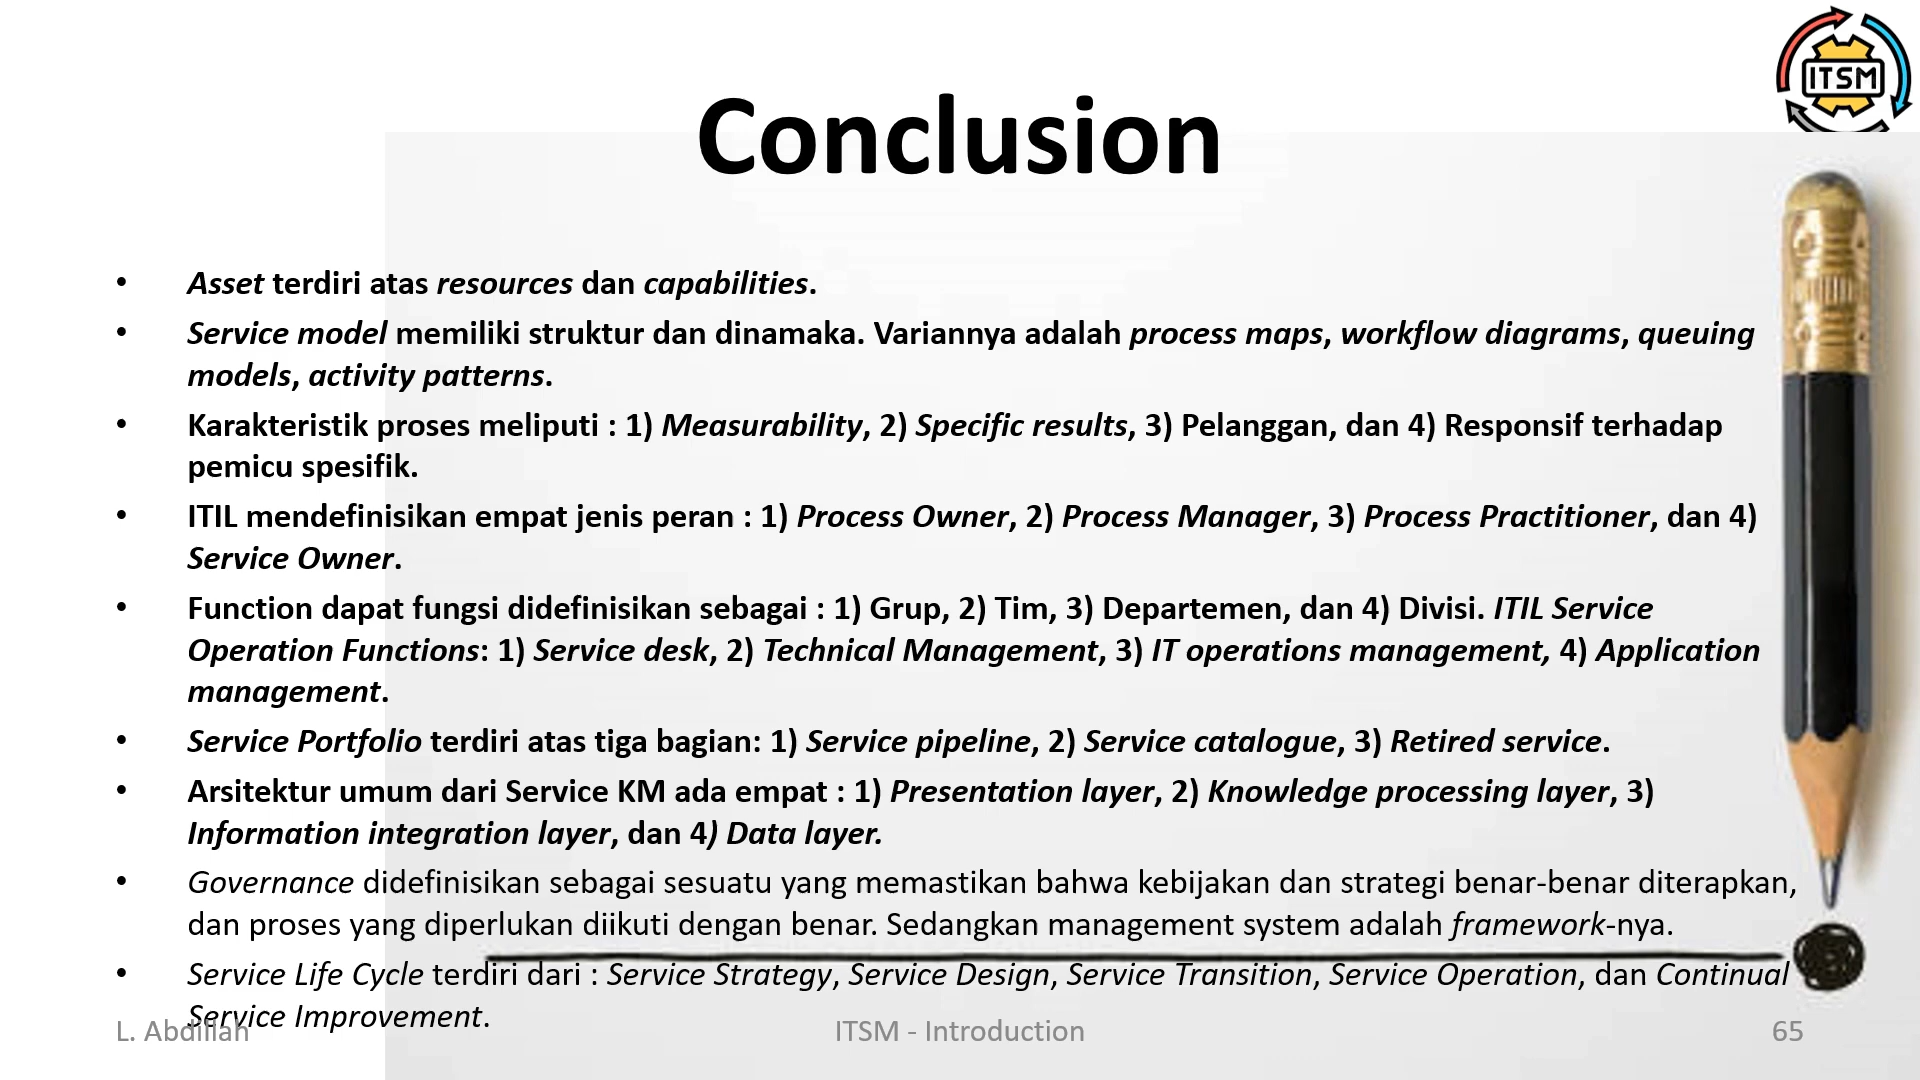 ITSM
Conclusion
• Asset terdiri atas resources dan capabilities.
• Service model memiliki struktur dan dinamaka. Variannya adalah process maps, workflow diagrams, queuing
models, activity patterns.
• Karakteristik proses meliputi : 1) Measurability, 2) Specific results, 3) Pelanggan, dan 4) Responsif terhadap
pemicu spesifik.
• ITIL mendefinisikan empat jenis peran : 1) Process Owner, 2) Process Manager, 3) Process Practitioner, dan 4)
Service Owner.
• Function dapat fungsi didefinisikan sebagai : 1) Grup, 2) Tim, 3) Departemen, dan 4) Divisi. ITIL Service
Operation Functions: 1) Service desk, 2) Technical Management, 3) IT operations management, 4) Application
management.
• Service Portfolio terdiri atas tiga bagian: 1) Service pipeline, 2) Service catalogue, 3) Retired service.
• Arsitektur umum dari Service KM ada empat : 1) Presentation layer, 2) Knowledge processing layer, 3)
Information integration layer, dan 4) Data layer.
• Governance didefinisikan sebagai sesuatu yang memastikan bahwa kebijakan dan strategi benar-benar diterapkan,
dan proses yang diperlukan diikuti dengan benar. Sedangkan management system adalah framework-nya.
• Service Life Cycle terdiri dari : Service Strategy, Service Design, Service Transition, Service Operation, dan Continual
Service Improvement.
L. Abdillah
ITSM - Introduction
65